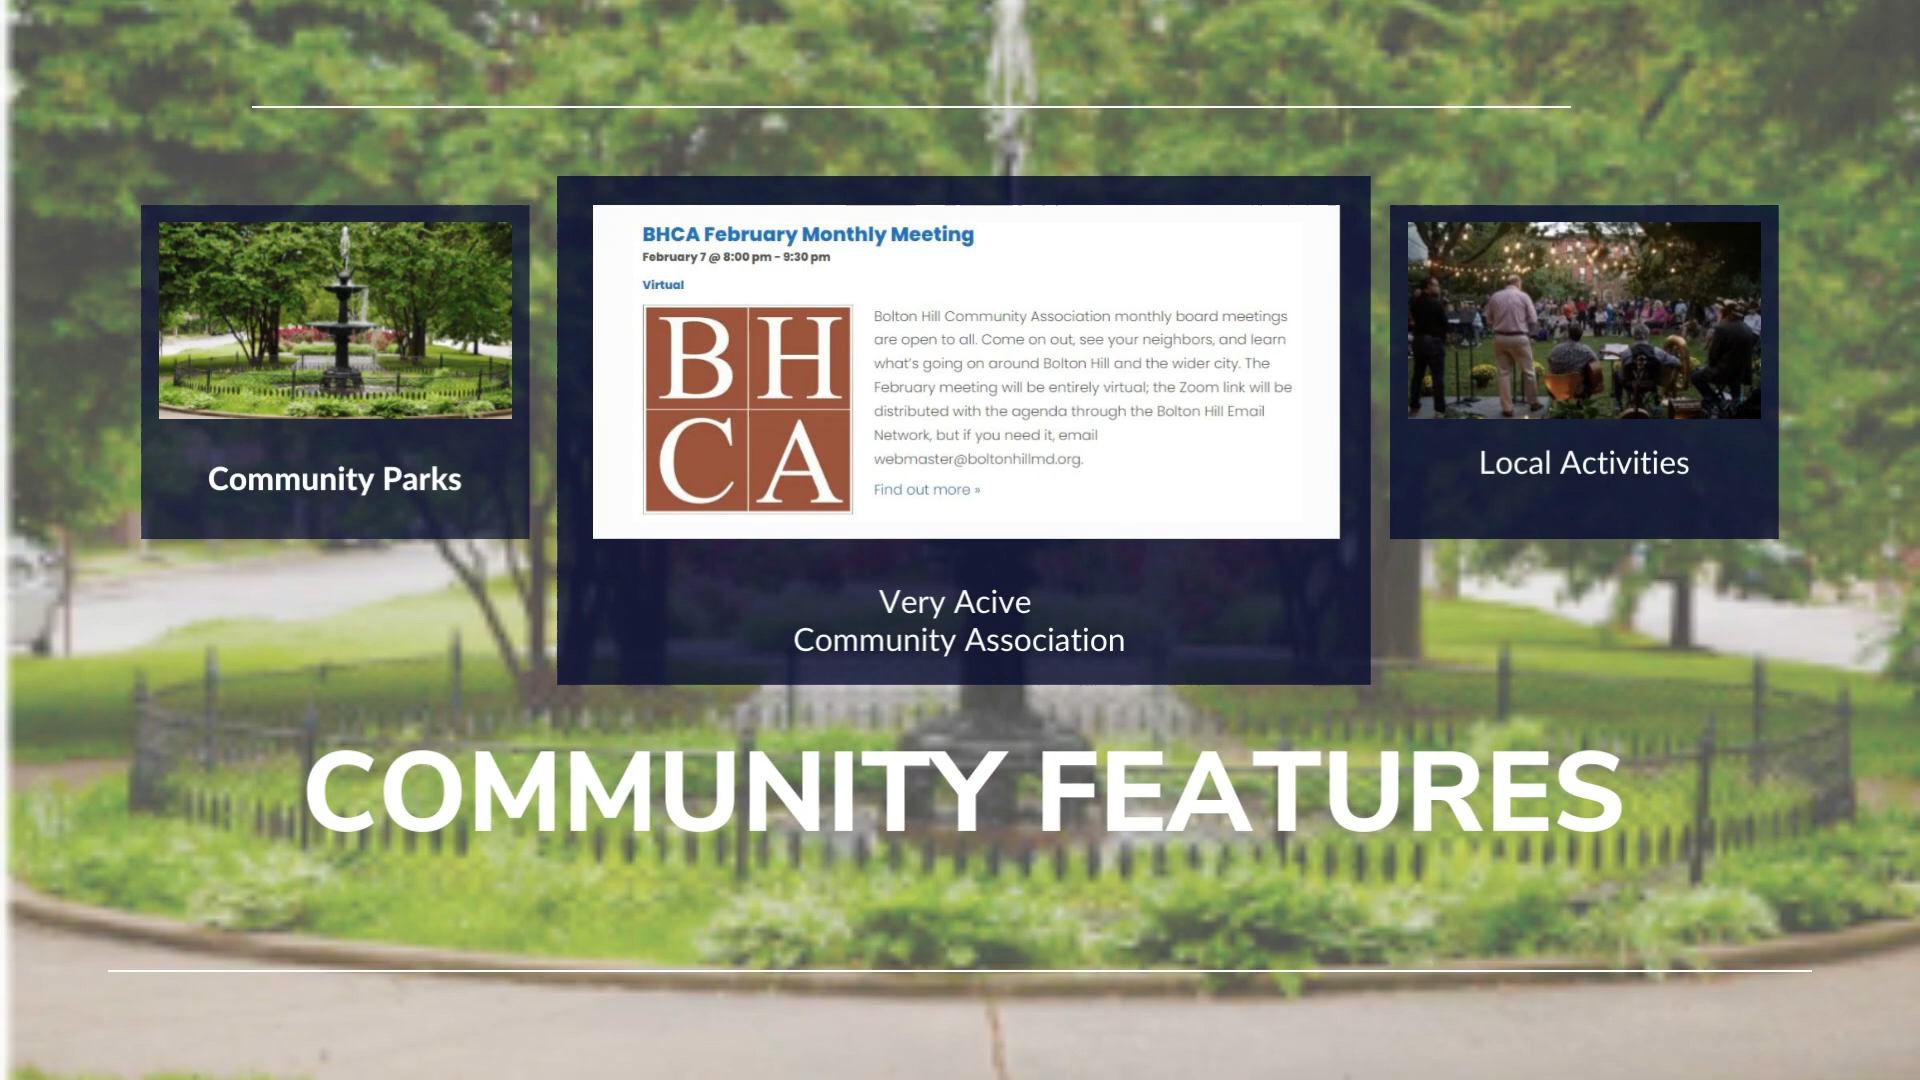 Community Parks
BHCA February Monthly Meeting
February 7 @ 8:00 pm - 9:30 pm
Virtual
BH
CA
Bolton Hill Community Association monthly board meetings
are open to all. Come on out, see your neighbors, and learn
what's going on around Bolton Hill and the wider city. The
February meeting will be entirely virtual; the Zoom link will be
distributed with the agenda through the Bolton Hill Email
Network, but if you need it, email
webmaster@boltonhillmd.org.
Find out more »
Very Acive
Community Association
Local Activities
COMMUNITY FEATURES